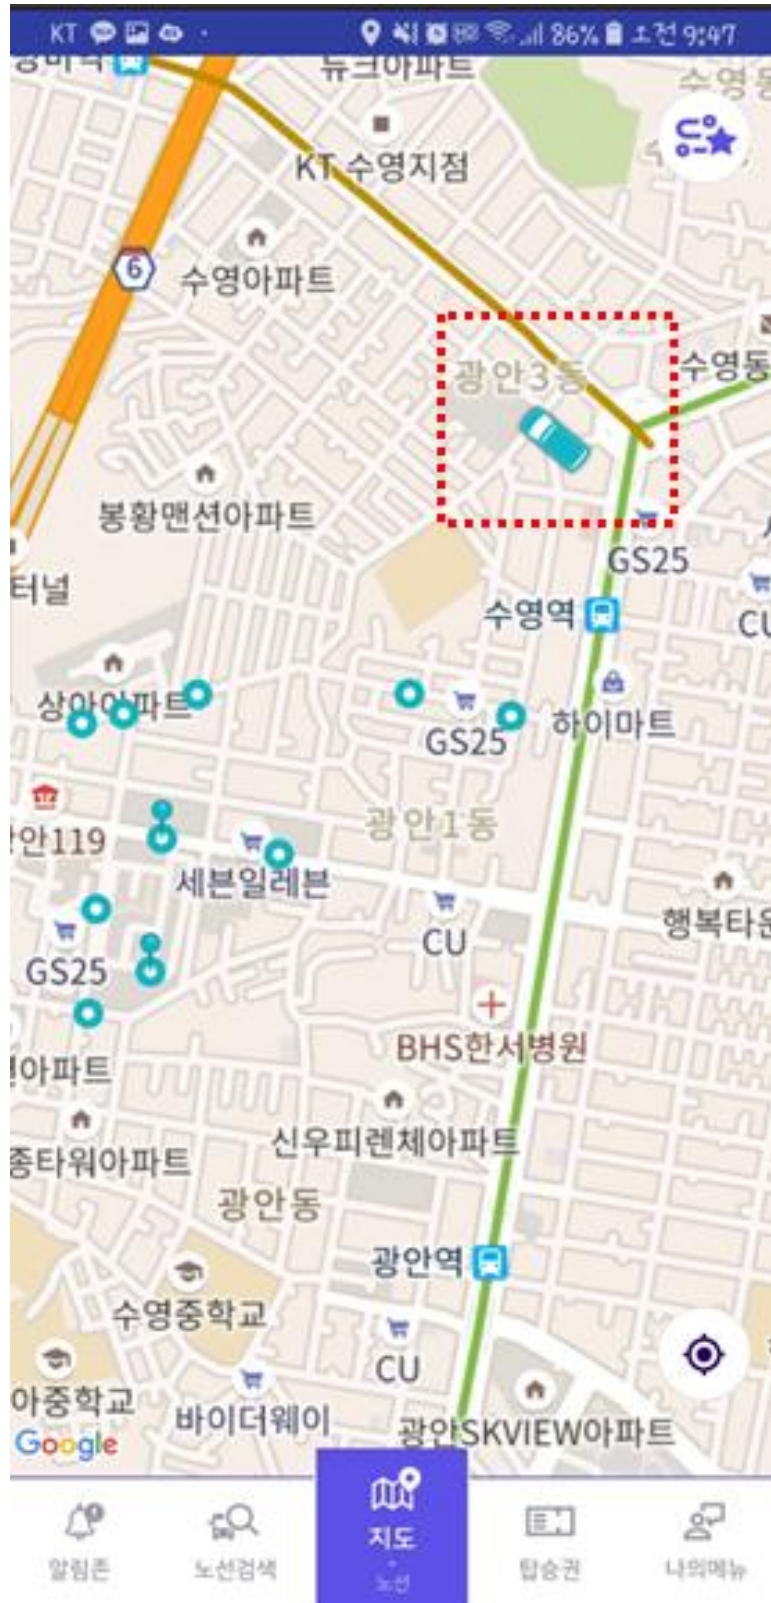 KT
86%
오전 9:47
뉴크아파트
KT 수영지점
6
수영아파트
광안3동
수영동
봉황맨션아파트
터널
GS25
수영역
CU
상아아파트
GS25
하이마트
광안1동
안119
세븐일레븐
CU
행복타운
GS25
BHS한서병원
아파트
신우피렌체아파트
종타워아파트
광안동
광안역
수영중학교
CU
아중학교
바이더웨이
광안SKVIEW아파트
Google
알림존
노선검색
지도
노선
탑승권
나의메뉴